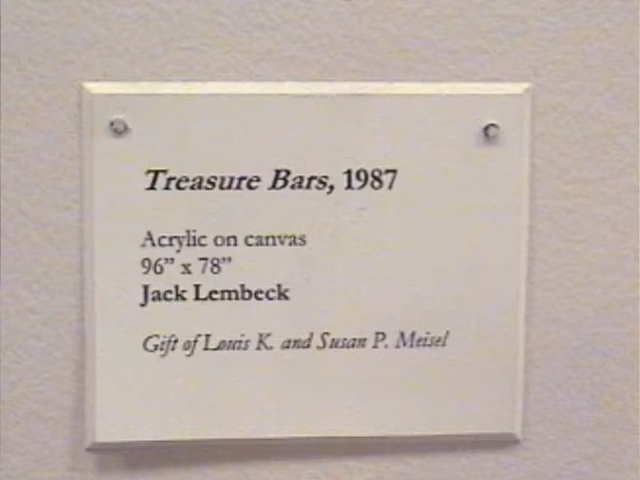 Treasure Bars, 1987
Acrylic on canvas
96” x 78”
Jack Lembeck
Gift of Louis K. and Susan P. Meisel